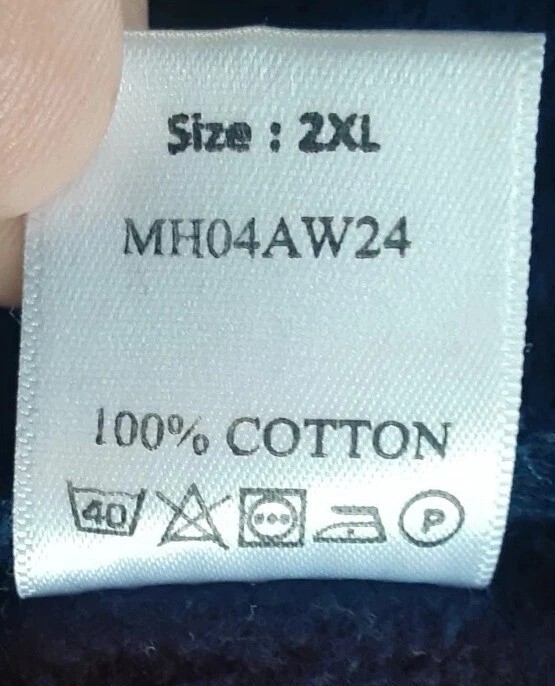 Size : 2XL
MH04AW24
100% COTTON
40 P